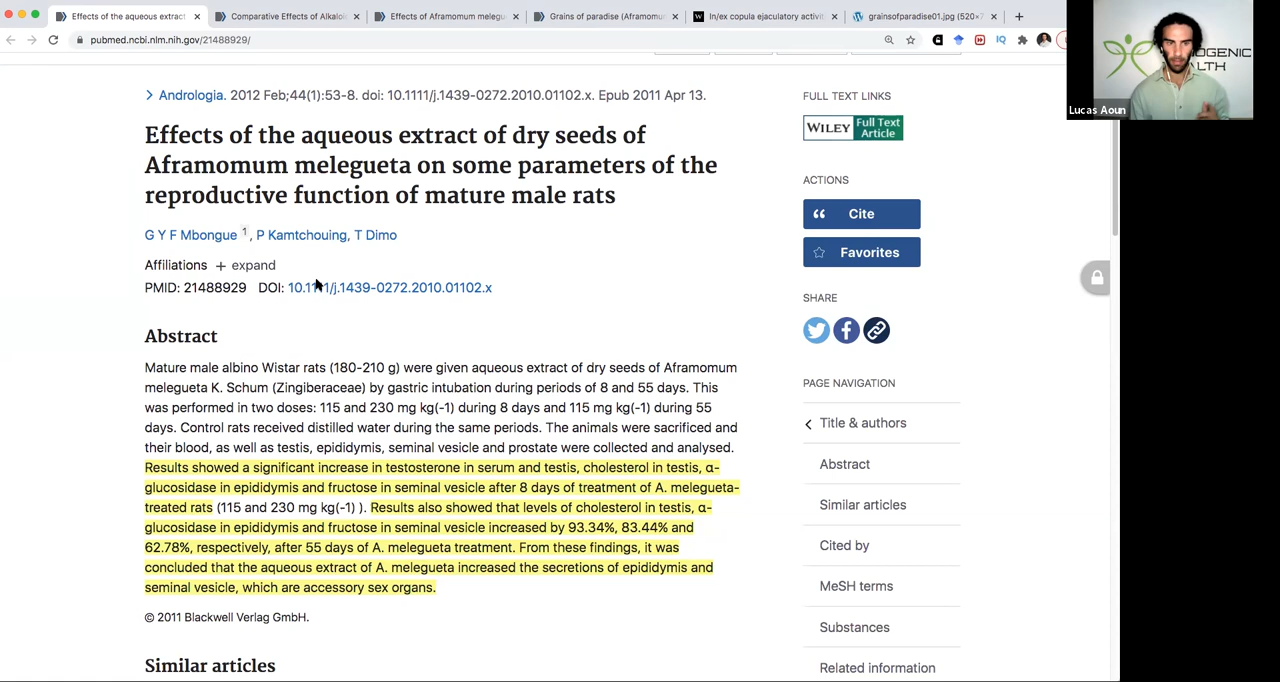 Effects of the aqueous extract
Comparative Effects of Alkaloi
Effects of Aframomum melegu
Grains of paradise (Aframomu
In/ex copula ejaculatory activit
grainsofparadise01.jpg (520×7
pubmed.ncbi.nlm.nih.gov/21488929/
OGENIC
LTH
Lucas Aoun
Andrologia. 2012 Feb;44(1):53-8. doi: 10.1111/j.1439-0272.2010.01102.x. Epub 2011 Apr 13.
Effects of the aqueous extract of dry seeds of
Aframomum melegueta on some parameters of the
reproductive function of mature male rats
G Y F Mbongue 1, P Kamtchouing, T Dimo
Affiliations + expand
PMID: 21488929 DOI: 10.1111/j.1439-0272.2010.01102.x
Abstract
Mature male albino Wistar rats (180-210 g) were given aqueous extract of dry seeds of Aframomum
melegueta K. Schum (Zingiberaceae) by gastric intubation during periods of 8 and 55 days. This
was performed in two doses: 115 and 230 mg kg(-1) during 8 days and 115 mg kg(-1) during 55
days. Control rats received distilled water during the same periods. The animals were sacrificed and
their blood, as well as testis, epididymis, seminal vesicle and prostate were collected and analysed.
Results showed a significant increase in testosterone in serum and testis, cholesterol in testis, α-
glucosidase in epididymis and fructose in seminal vesicle after 8 days of treatment of A. melegueta-
treated rats (115 and 230 mg kg(-1) ). Results also showed that levels of cholesterol in testis, α-
glucosidase in epididymis and fructose in seminal vesicle increased by 93.34%, 83.44% and
62.78%, respectively, after 55 days of A. melegueta treatment. From these findings, it was
concluded that the aqueous extract of A. melegueta increased the secretions of epididymis and
seminal vesicle, which are accessory sex organs.
© 2011 Blackwell Verlag GmbH.
Similar articles
FULL TEXT LINKS
WILEY Full Text
Article
ACTIONS
Cite
Favorites
SHARE
PAGE NAVIGATION
Title & authors
Abstract
Similar articles
Cited by
MeSH terms
Substances
Related information